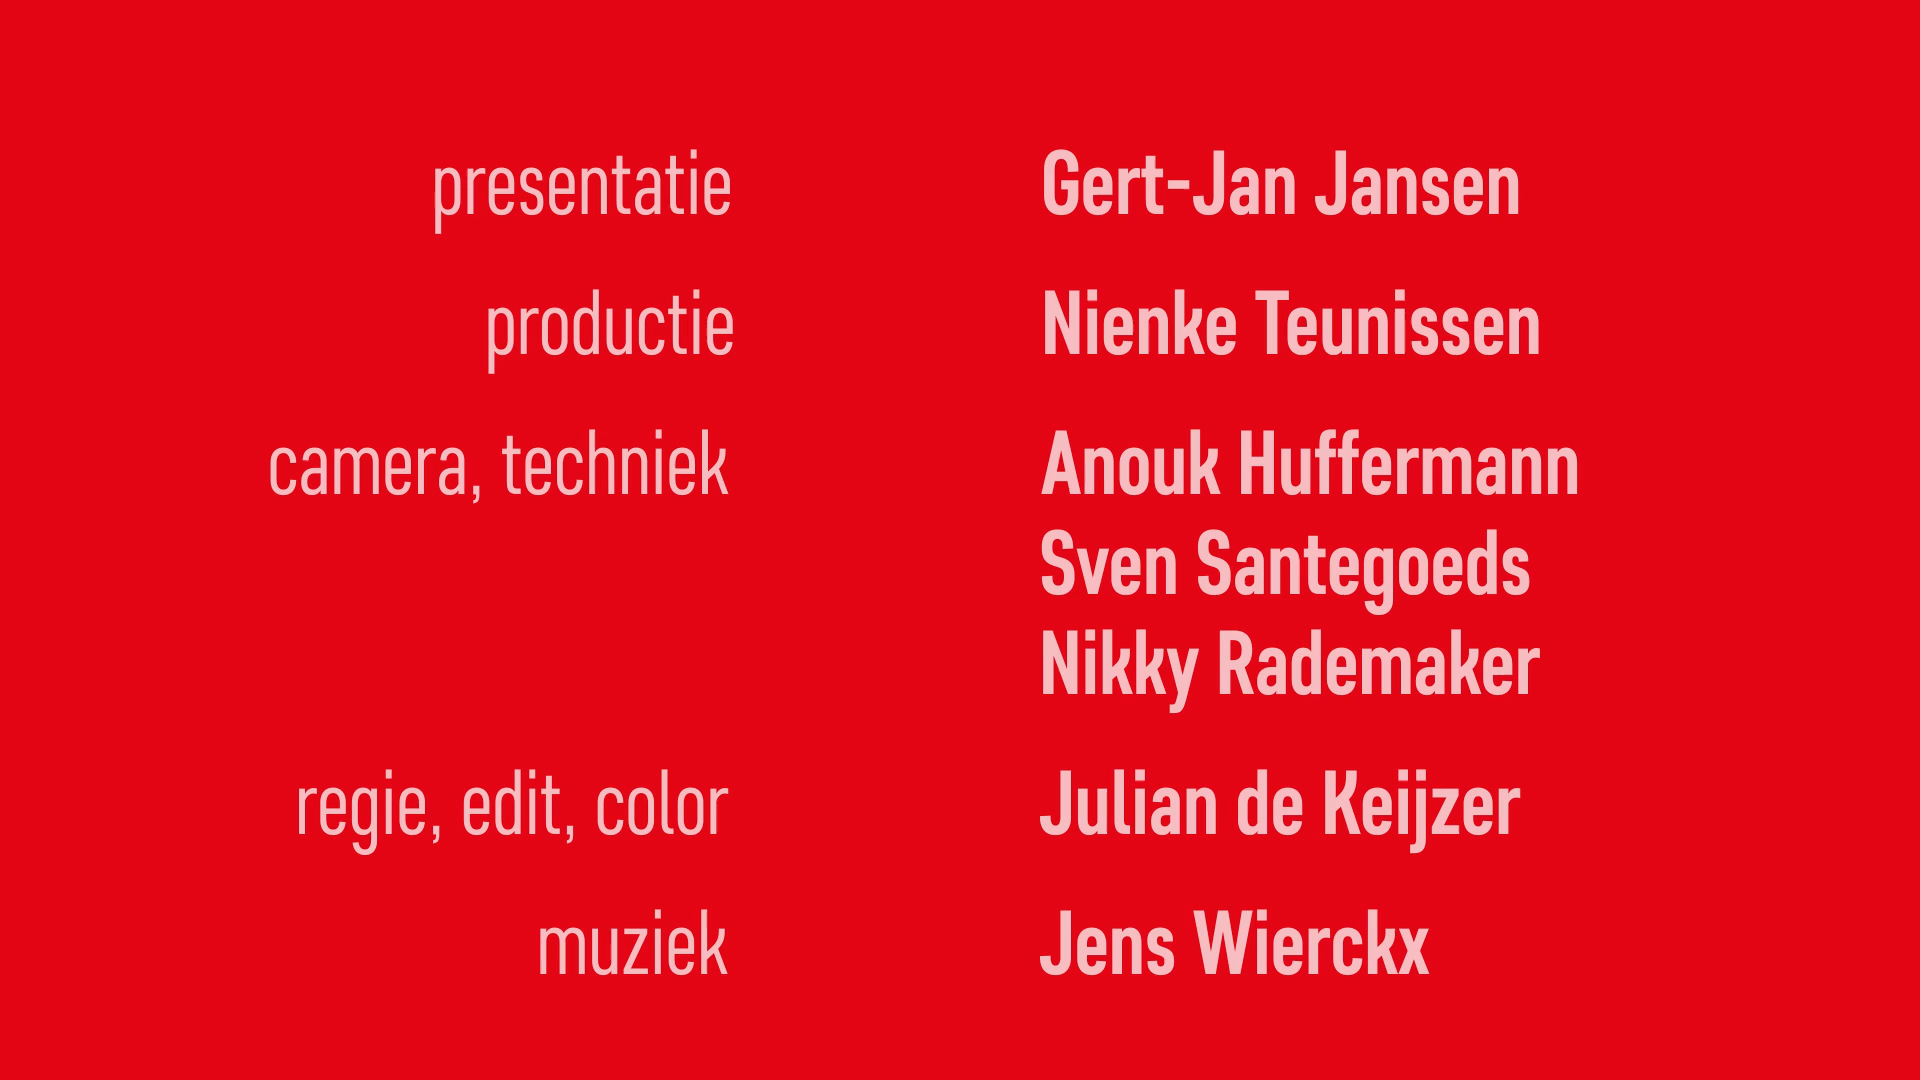 presentatie Gert-Jan Jansen
productie Nienke Teunissen
camera, techniek Anouk Huffermann
Sven Santegoeds
Nikky Rademaker
regie, edit, color Julian de Keijzer
muziek Jens Wierckx